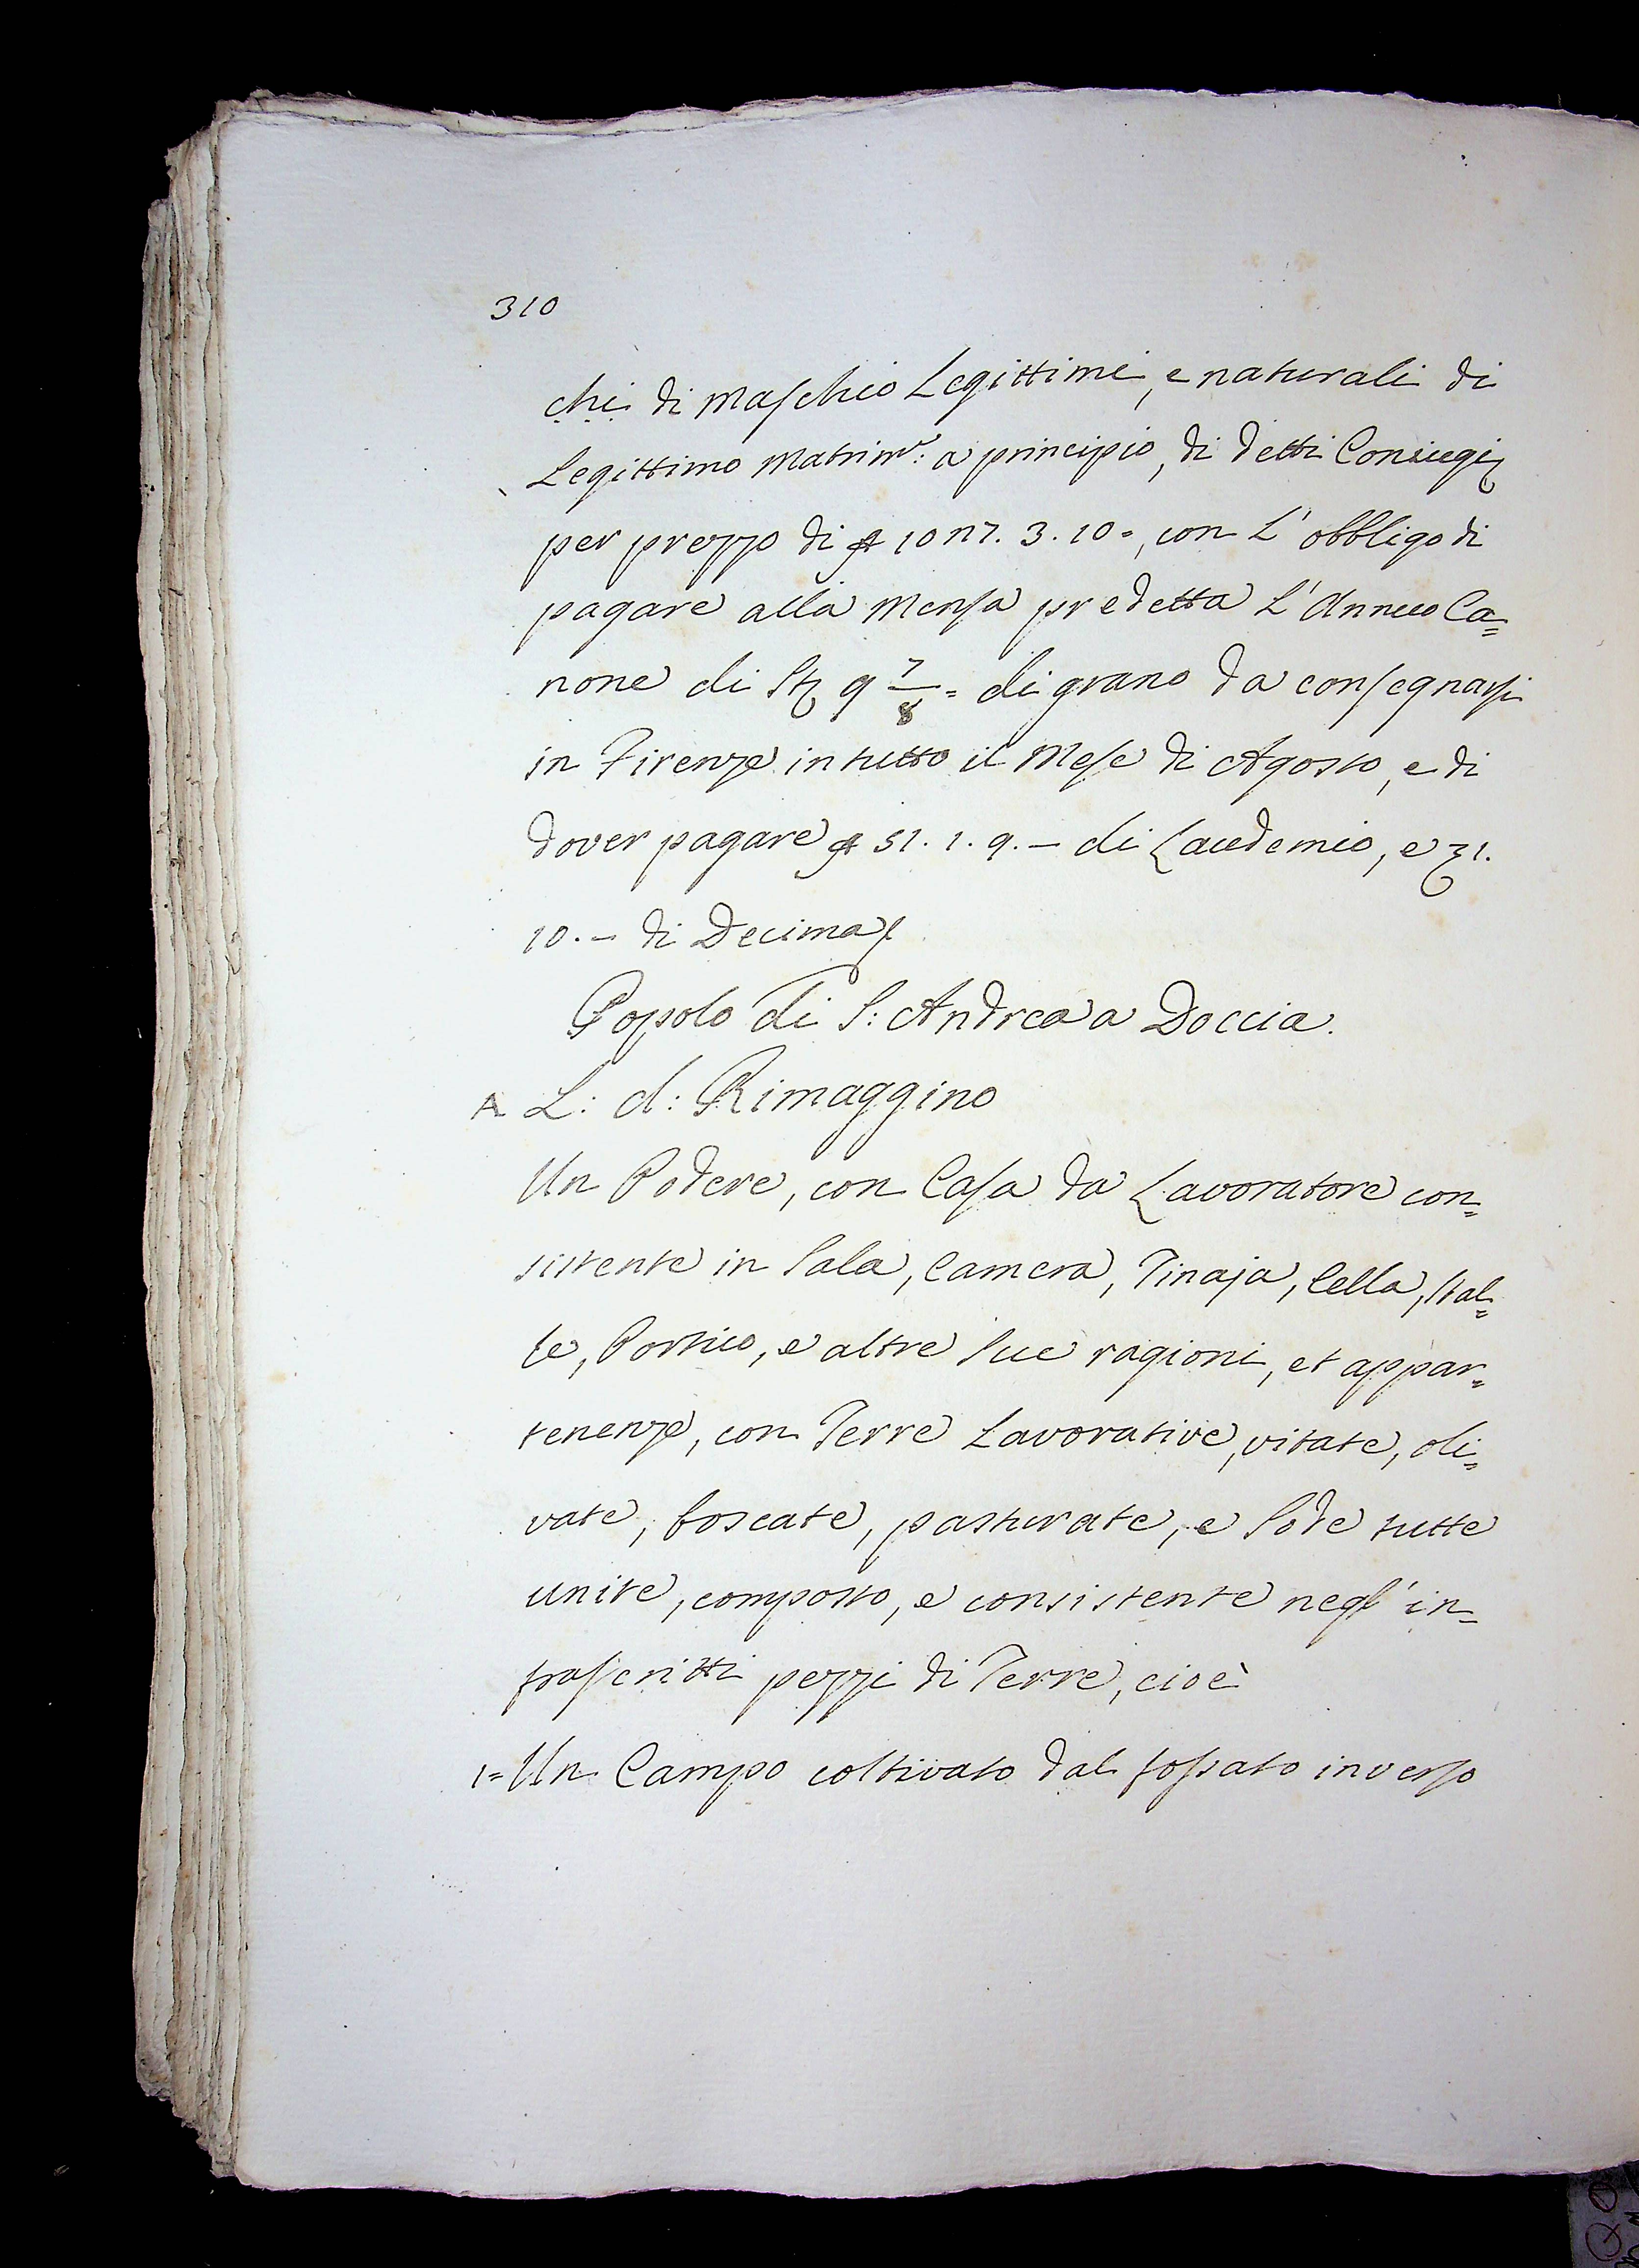 310
chi di Maschio Legittimi, e naturali di
Legittimo Matrim.º: a principio, di detti Coniugi
per prezzo di 1027. 3. 10=, con L' obbligo di
pagare alla Mensa predetta L' Annuo Ca=
none di St 9 7/8 = di grano da consegnarsi
in Firenze in tutto il Mese di Agosto, e di
dover pagare 51. 1. 9. – di Laudemio, e 1.
10. – di Decima
Popolo di S: Andrea a Doccia.
A L: d: Rimaggino
Un Podere, con Casa da Lavoratore con=
sistente in Sala, Camera, Tinaja, Cella, Stal=
le, Portico, e altre Sue ragioni, et appar=
tenenze, con Terre Lavorative, vitate, oli=
vate, boscate, pasturate, e Sode tutte
unite, composto, e consistente negl' in=
frascritti pezzi di Terre, cioè
1= Un Campo coltivato dal fossato inverso